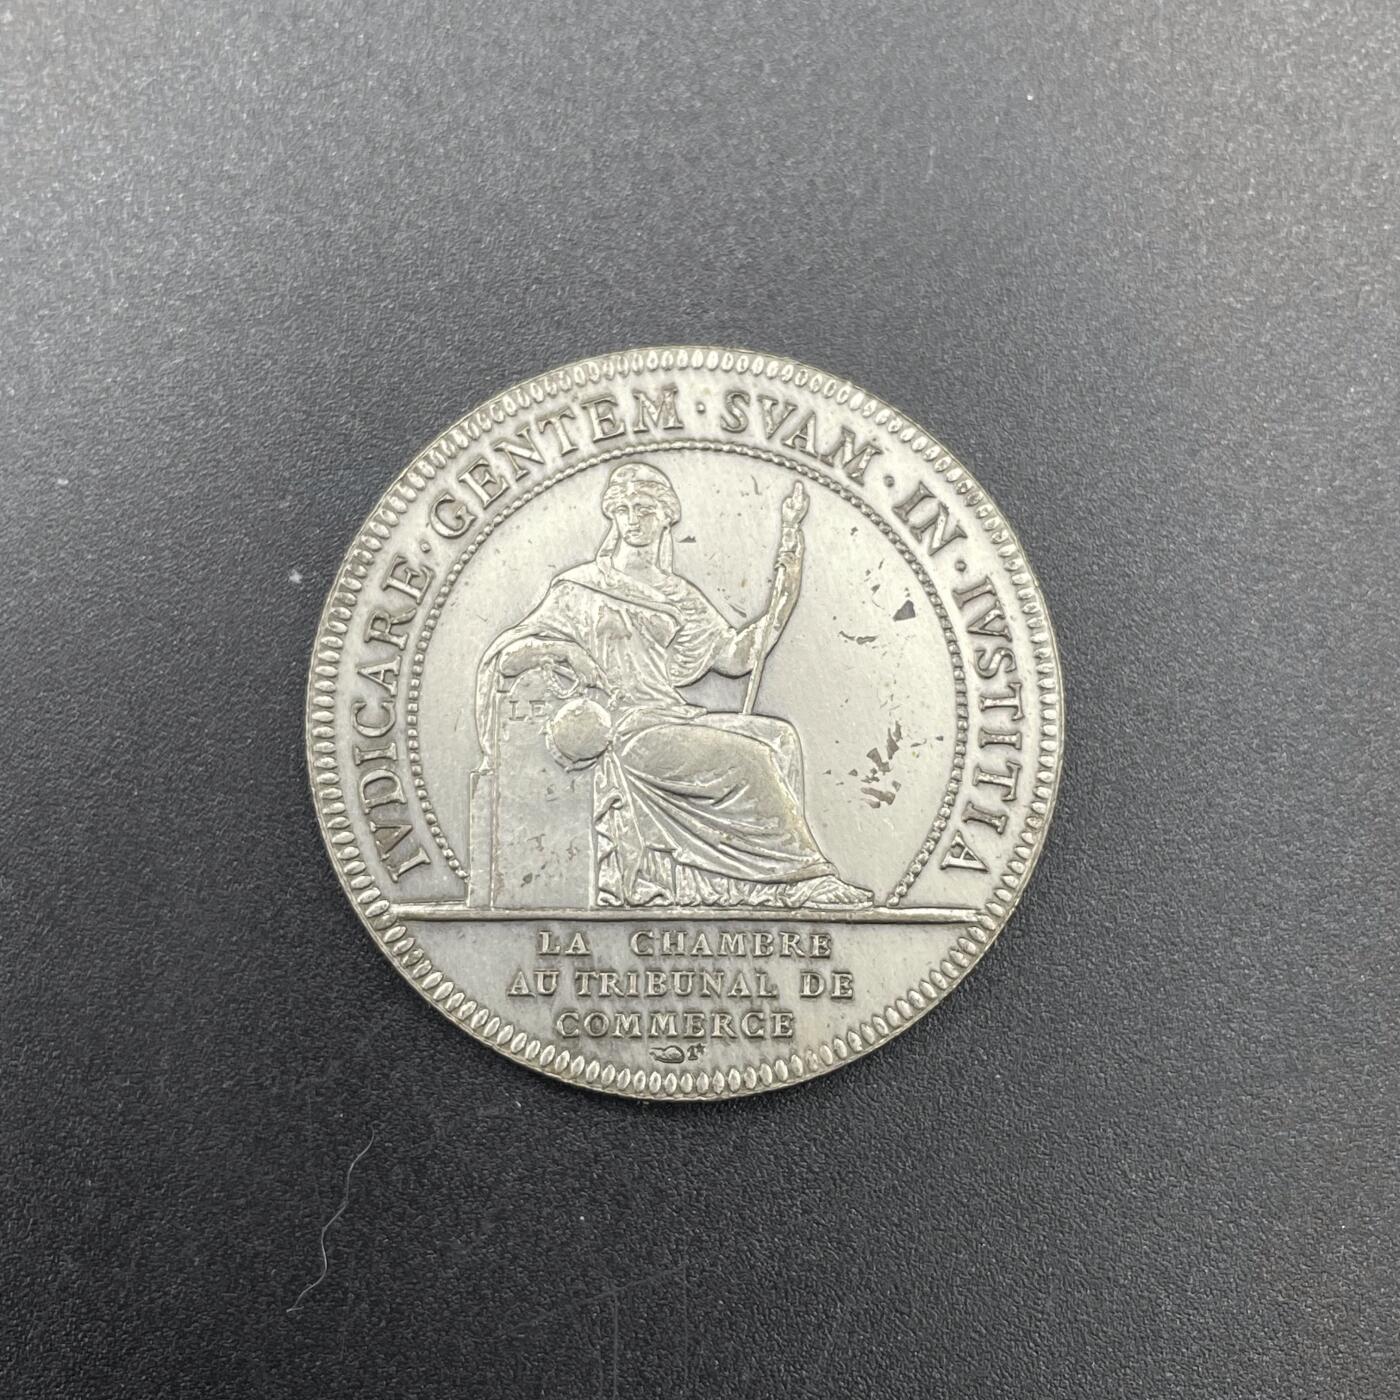 IVDICARE · GENTEM · SVAM · IN · IVSTITIA
LE
LA CHAMBRE
AU TRIBUNAL DE
COMMERCE